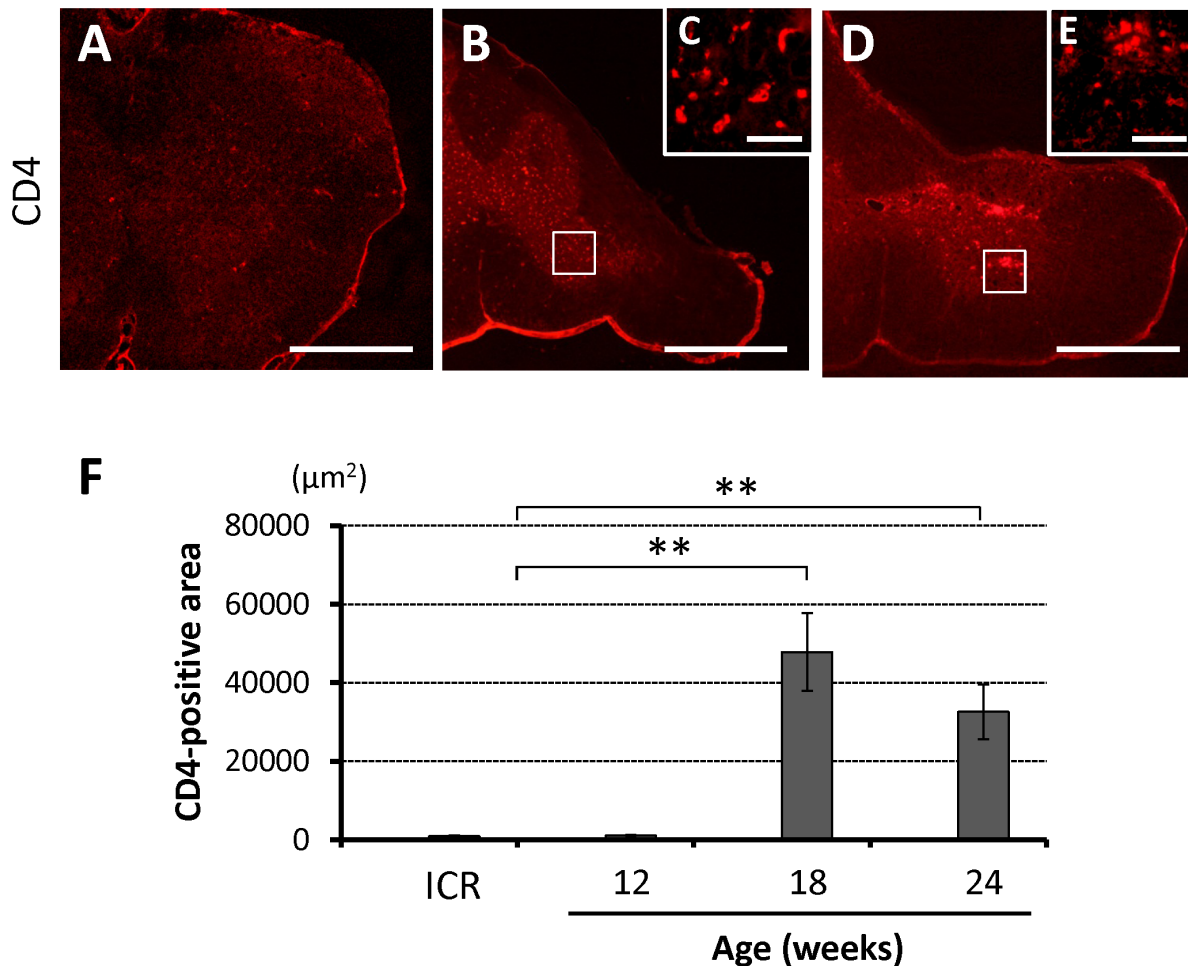 A
B
C
D
E
CD4
F
(μm²)
**
**
80000
60000
40000
20000
0
CD4-positive area
ICR
12
18
24
Age (weeks)